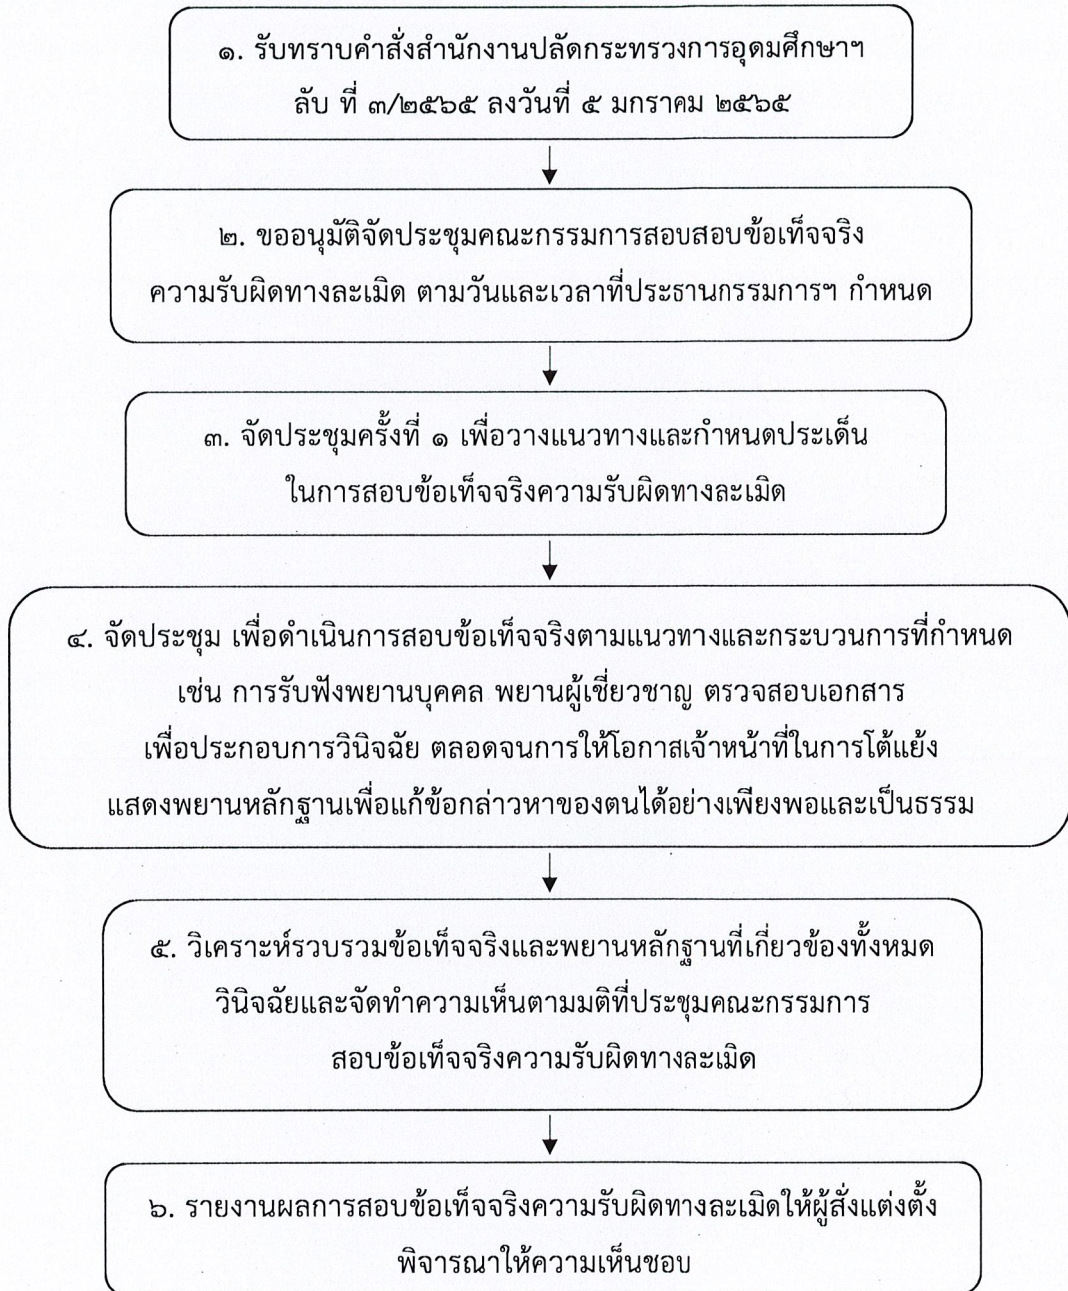 ๑. รับทราบคำสั่งสำนักงานปลัดกระทรวงการอุดมศึกษาฯ
ลับ ที่ ๓/๒๕๖๕ ลงวันที่ ๕ มกราคม ๒๕๖๕
๒. ขออนุมัติจัดประชุมคณะกรรมการสอบสอบข้อเท็จจริง
ความรับผิดทางละเมิด ตามวันและเวลาที่ประธานกรรมการฯ กำหนด
๓. จัดประชุมครั้งที่ ๑ เพื่อวางแนวทางและกำหนดประเด็น
ในการสอบข้อเท็จจริงความรับผิดทางละเมิด
๔. จัดประชุม เพื่อดำเนินการสอบข้อเท็จจริงตามแนวทางและกระบวนการที่กำหนด
เช่น การรับฟังพยานบุคคล พยานผู้เชี่ยวชาญ ตรวจสอบเอกสาร
เพื่อประกอบการวินิจฉัย ตลอดจนการให้โอกาสเจ้าหน้าที่ในการโต้แย้ง
แสดงพยานหลักฐานเพื่อแก้ข้อกล่าวหาของตนได้อย่างเพียงพอและเป็นธรรม
๕. วิเคราะห์รวบรวมข้อเท็จจริงและพยานหลักฐานที่เกี่ยวข้องทั้งหมด
วินิจฉัยและจัดทำความเห็นตามมติที่ประชุมคณะกรรมการ
สอบข้อเท็จจริงความรับผิดทางละเมิด
๖. รายงานผลการสอบข้อเท็จจริงความรับผิดทางละเมิดให้ผู้สั่งแต่งตั้ง
พิจารณาให้ความเห็นชอบ